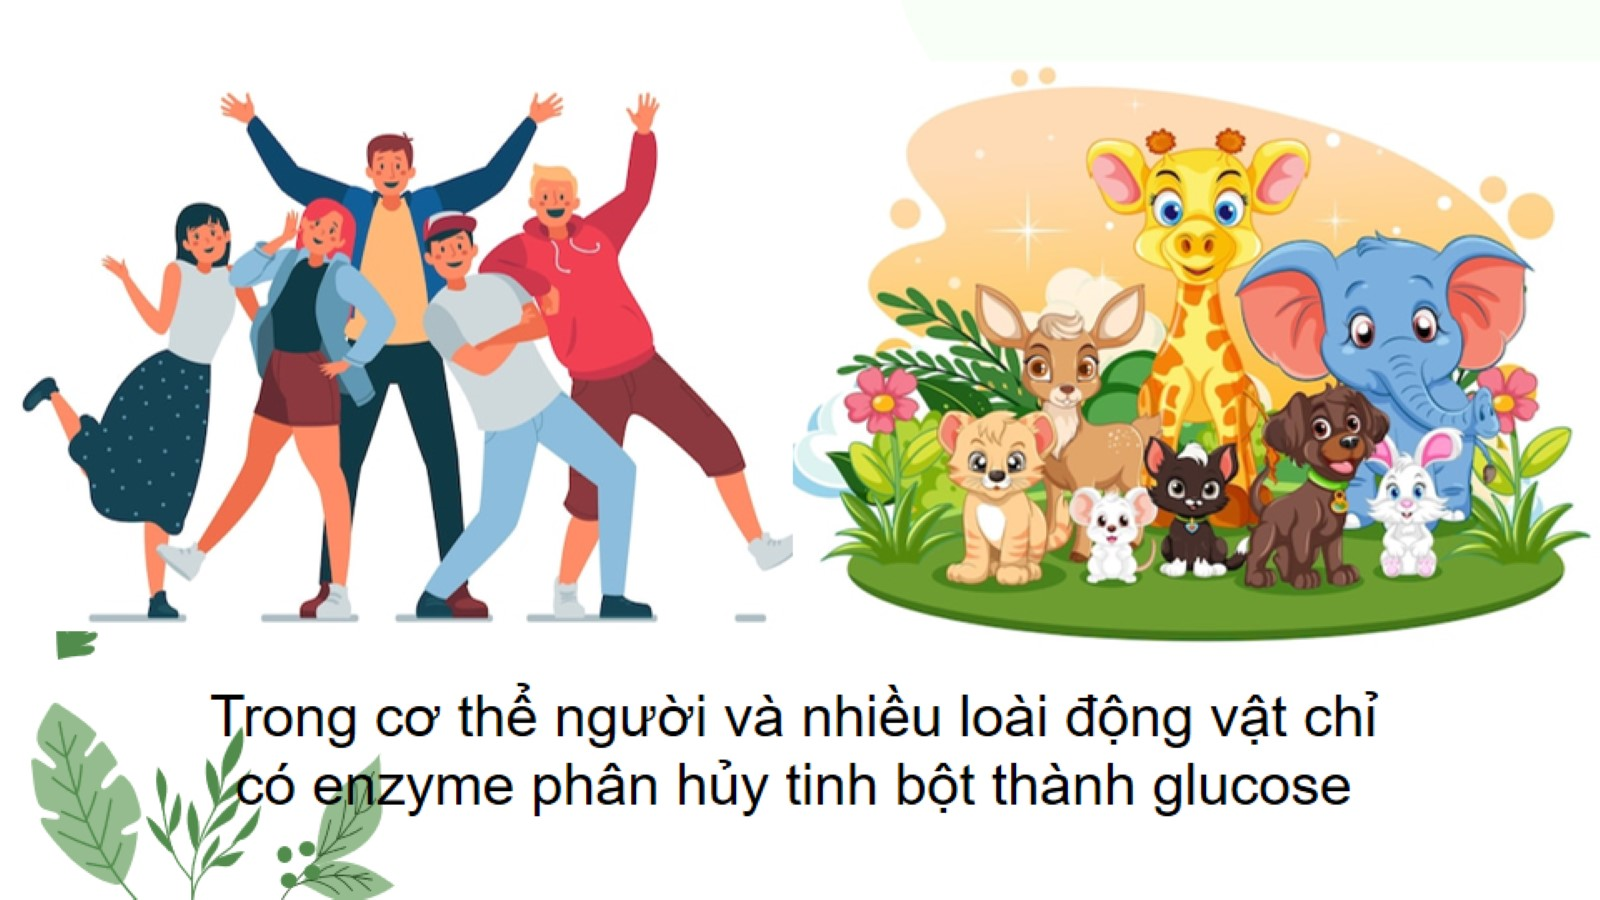 Trong cơ thể người và nhiều loài động vật chỉ
có enzyme phân hủy tinh bột thành glucose